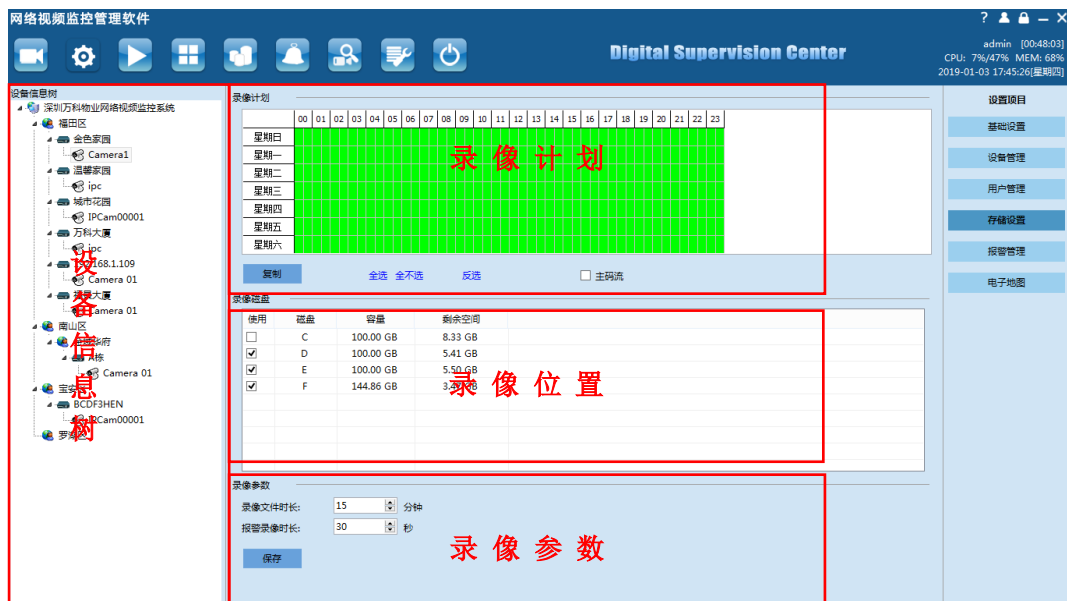 网络视频监控管理软件
?
Digital Supervision Center
admin [00:48:03]
CPU: 7%/47% MEM: 68%
2019-01-03 17:45:26[星期四]
设备信息树
深圳万科物业网络视频监控系统
福田区
金色家园
Camera1
温馨家园
ipc
城市花园
IPCam00001
万科大厦
ipc
168.1.109
Camera 01
大厦
Camera 01
南山区
华府
A栋
Camera 01
宝安
BCDF3HEN
IPCam00001
设备信息树
录像计划
00 01 02 03 04 05 06 07 08 09 10 11 12 13 14 15 16 17 18 19 20 21 22 23
星期日
星期一
星期二
星期三
星期四
星期五
星期六
录像计划
复制 全选 全不选 反选 主码流
录像磁盘
使用 磁盘 容量 剩余空间
C 100.00 GB 8.33 GB
D 100.00 GB 5.41 GB
E 100.00 GB 5.50 GB
F 144.86 GB
录像位置
录像参数
录像文件时长: 15 分钟
报警录像时长: 30 秒
保存
录像参数
设置项目
基础设置
设备管理
用户管理
存储设置
报警管理
电子地图